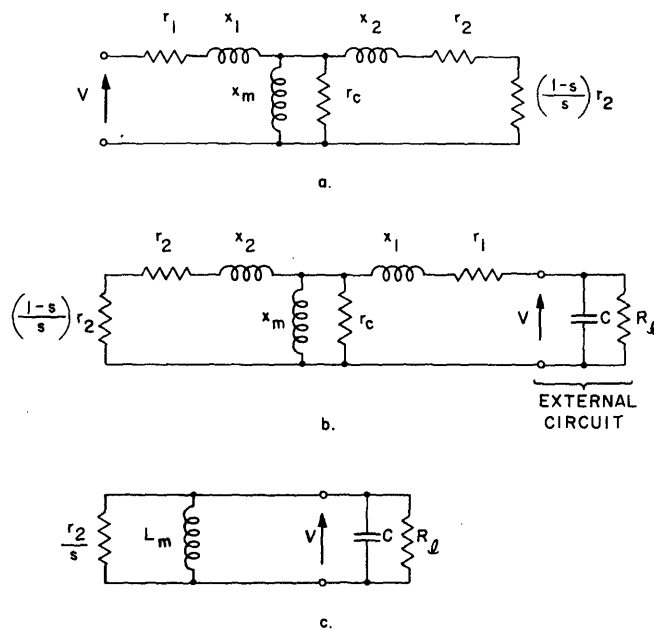 r1 x1 x2 r2
V xm rc (1-s/s) r2
a.
r2 x2 x1 r1
(1-s/s) r2 xm rc V C Rℓ
EXTERNAL
CIRCUIT
b.
r2/s Lm V C Rℓ
c.